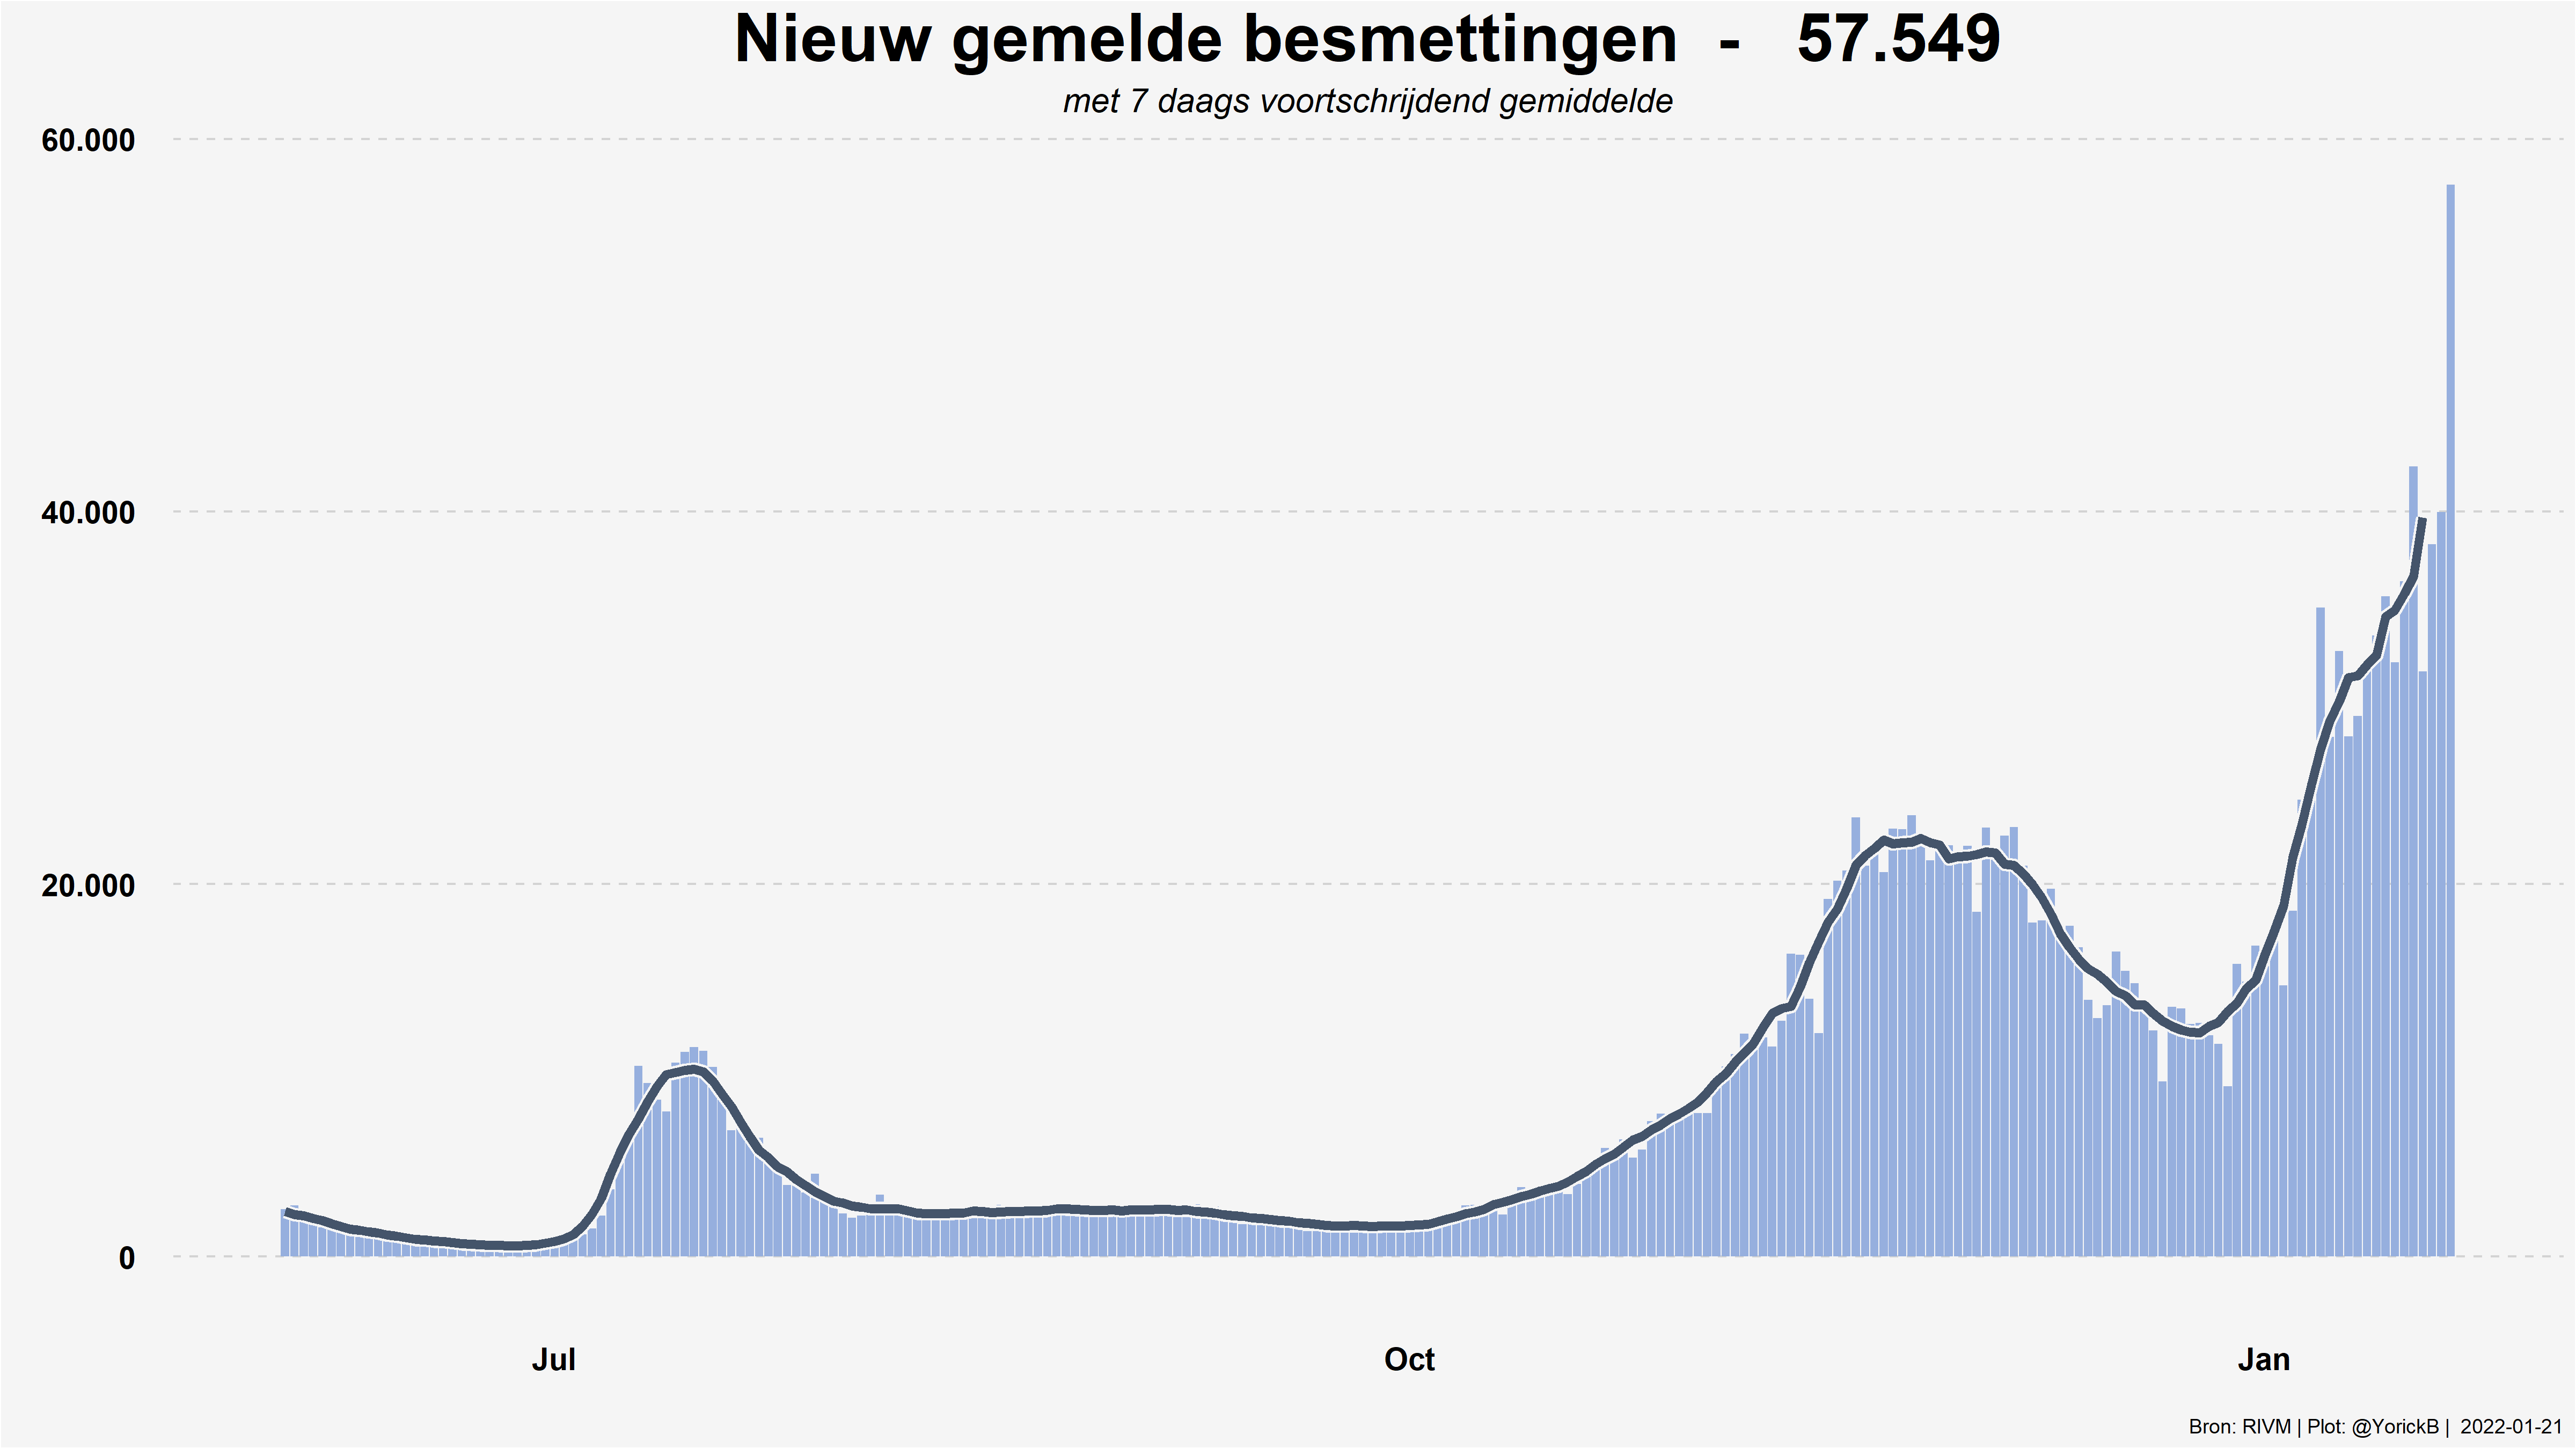 Nieuw gemelde besmettingen - 57.549
met 7 daags voortschrijdend gemiddelde
60.000
40.000
20.000
0
Jul Oct Jan
Bron: RIVM | Plot: @YorickB | 2022-01-21